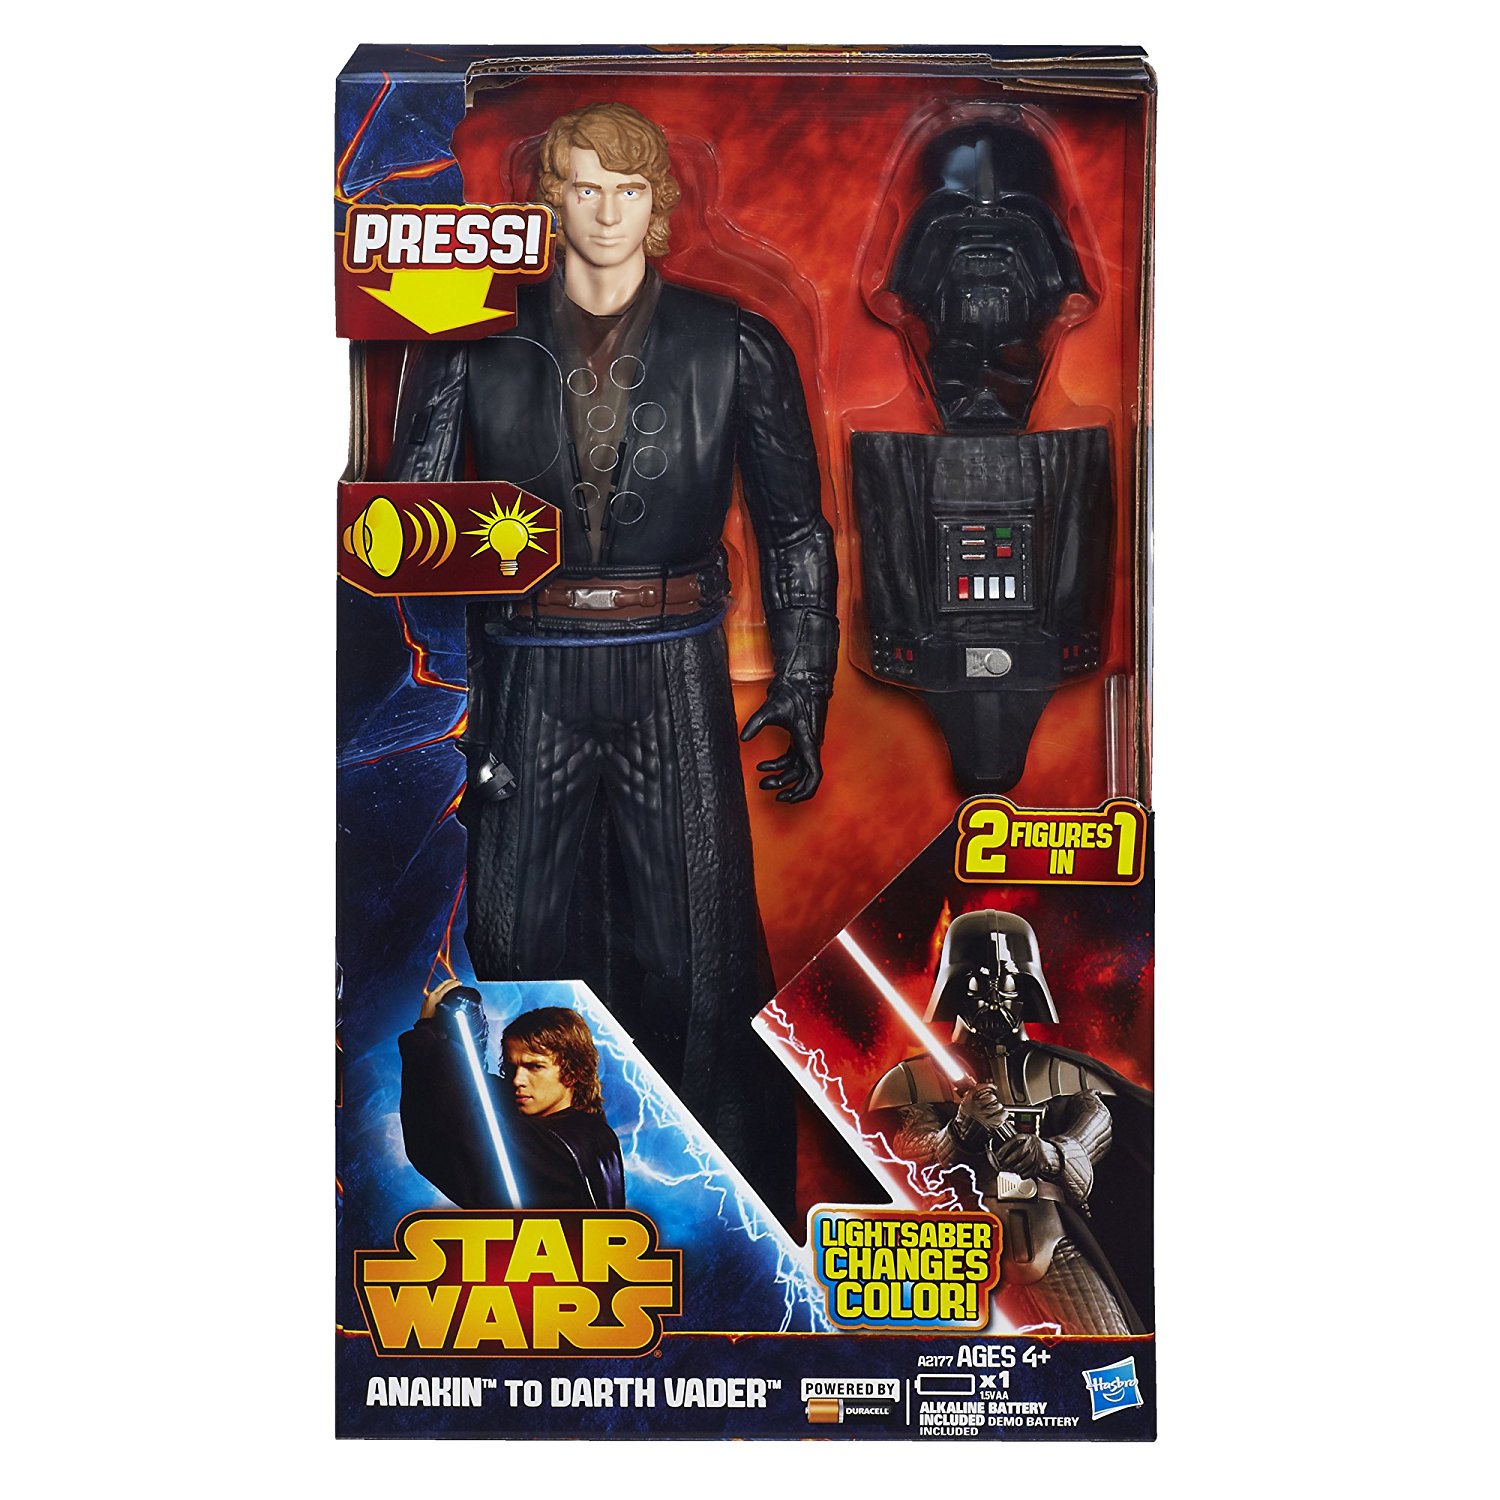 PRESS!
2 FIGURES IN 1
STAR WARS®
LIGHTSABER™
CHANGES
COLOR!
ANAKIN™ TO DARTH VADER™
POWERED BY
DURACELL
A2177 AGES 4+
x1
1.5V AA
ALKALINE BATTERY
INCLUDED DEMO BATTERY
INCLUDED
Hasbro